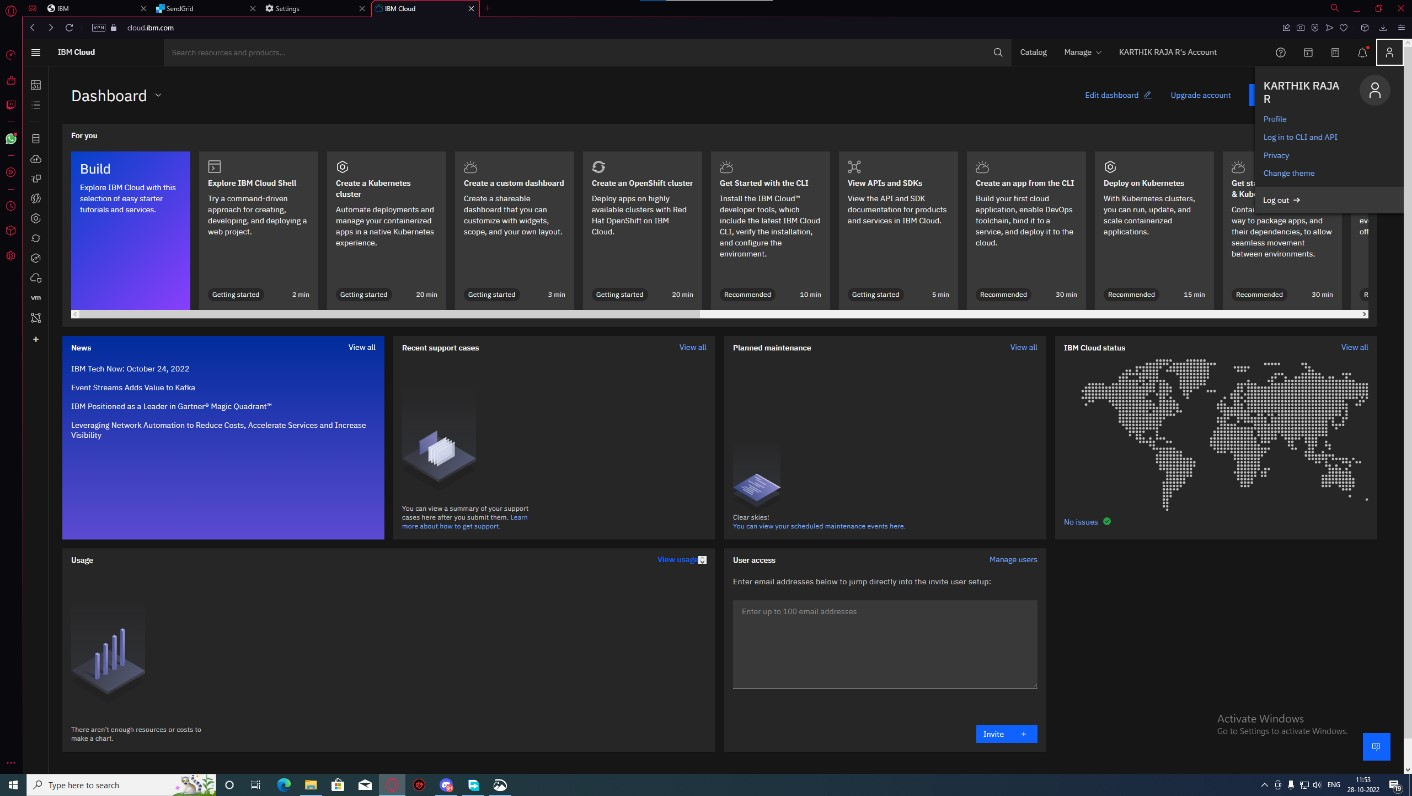 IBM
SendGrid
Settings
IBM Cloud
VPN
cloud.ibm.com
IBM Cloud
Search resources and products...
Catalog
Manage
KARTHIK RAJA R's Account
Dashboard
Edit dashboard
Upgrade account
KARTHIK RAJA
R
Profile
Log in to CLI and API
Privacy
Change theme
Log out
For you
Build
Explore IBM Cloud with this
selection of easy starter
tutorials and services.
Explore IBM Cloud Shell
Try a command-driven
approach for creating,
developing, and deploying a
web project.
Getting started
2 min
Create a Kubernetes
cluster
Automate deployments and
manage your containerized
apps in a native Kubernetes
experience.
Getting started
20 min
Create a custom dashboard
Create a shareable
dashboard that you can
customize with widgets,
scope, and your own layout.
Getting started
3 min
Create an OpenShift cluster
Deploy apps on highly
available clusters with Red
Hat OpenShift on IBM
Cloud.
Getting started
20 min
Get Started with the CLI
Install the IBM Cloud™
developer tools, which
include the latest IBM Cloud
CLI, verify the installation,
and configure the
environment.
Recommended
10 min
View APIs and SDKs
View the API and SDK
documentation for products
and services in IBM Cloud.
Getting started
5 min
Create an app from the CLI
Build your first cloud
application, enable DevOps
toolchain, bind it to a
service, and deploy it to the
cloud.
Recommended
30 min
Deploy on Kubernetes
With Kubernetes clusters,
you can run, update, and
scale containerized
applications.
Recommended
15 min
Get st
& Kube
Contai
way to package apps, and
their dependencies, to allow
seamless movement
between environments.
Recommended
30 min
News
View all
IBM Tech Now: October 24, 2022
Event Streams Adds Value to Kafka
IBM Positioned as a Leader in Gartner® Magic Quadrant™
Leveraging Network Automation to Reduce Costs, Accelerate Services and Increase
Visibility
Recent support cases
View all
You can view a summary of your support
cases here after you submit them. Learn
more about how to get support.
Planned maintenance
View all
Clear skies!
You can view your scheduled maintenance events here.
IBM Cloud status
View all
No issues
Usage
View usage
There aren't enough resources or costs to
make a chart.
User access
Manage users
Enter email addresses below to jump directly into the invite user setup:
Enter up to 100 email addresses
Invite +
Activate Windows
Go to Settings to activate Windows.
vm
Type here to search
ENG
11:53
28-10-2022